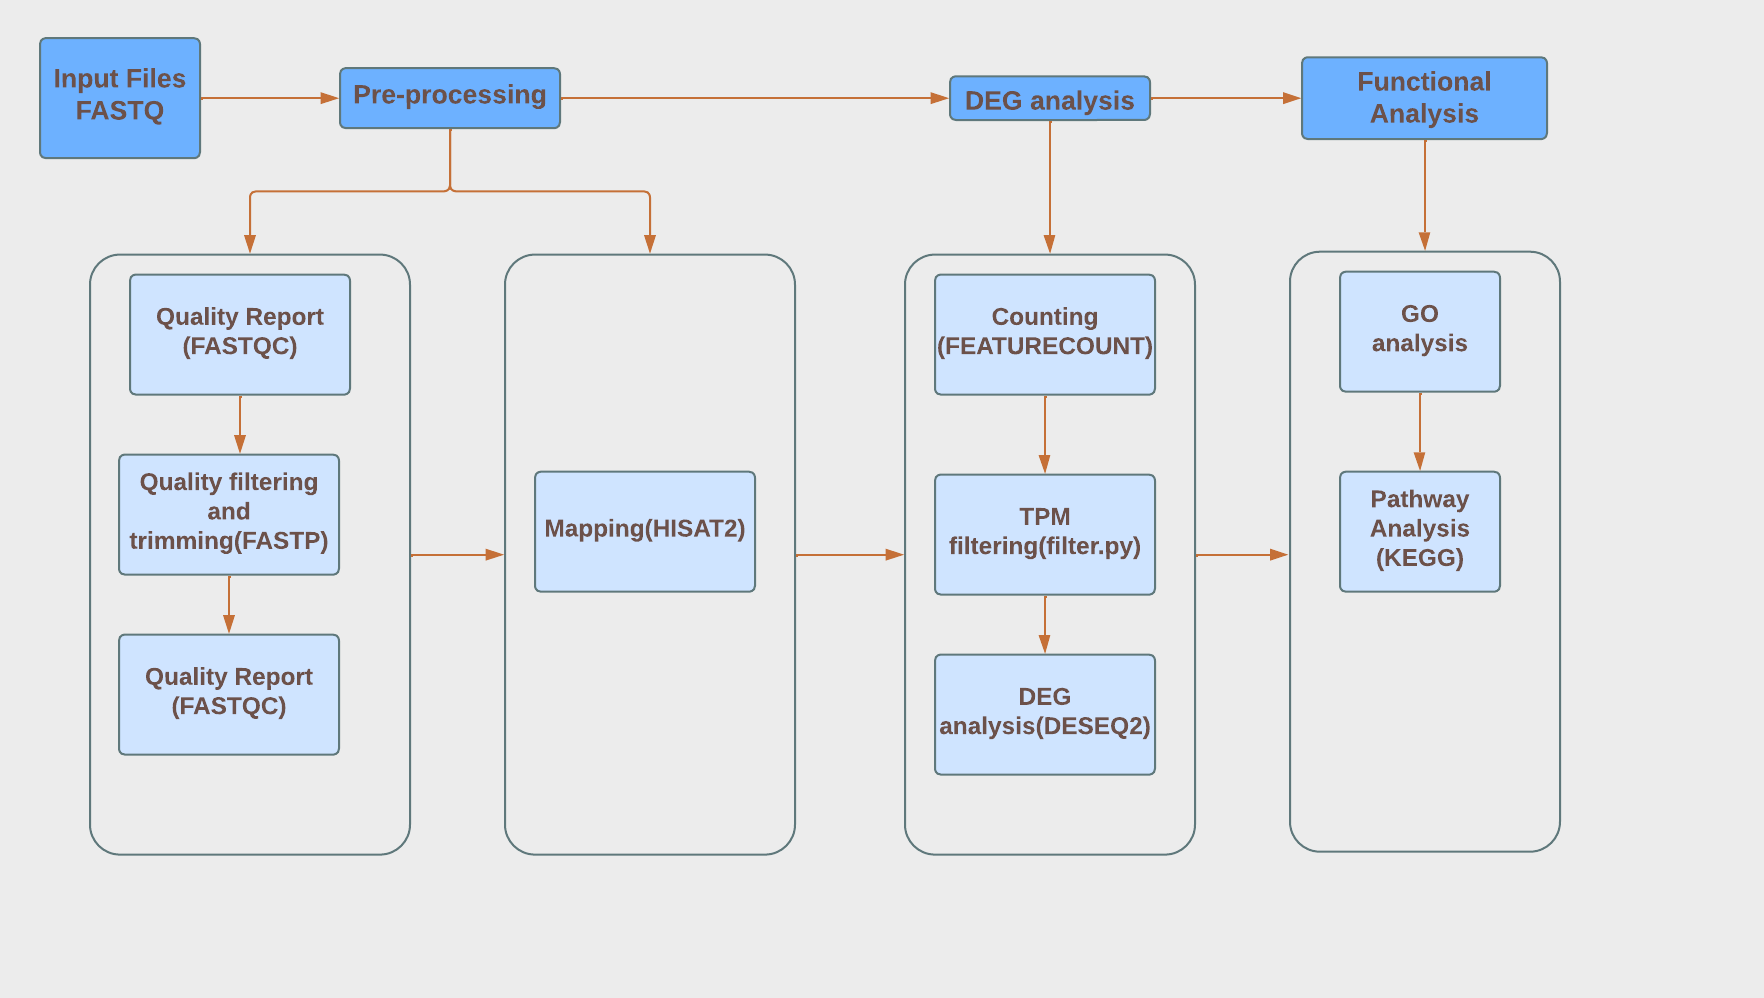 Input Files
FASTQ
Pre-processing
DEG analysis
Functional
Analysis
Quality Report
(FASTQC)
Quality filtering
and
trimming(FASTP)
Quality Report
(FASTQC)
Mapping(HISAT2)
Counting
(FEATURECOUNT)
TPM
filtering(filter.py)
DEG
analysis(DESEQ2)
GO
analysis
Pathway
Analysis
(KEGG)